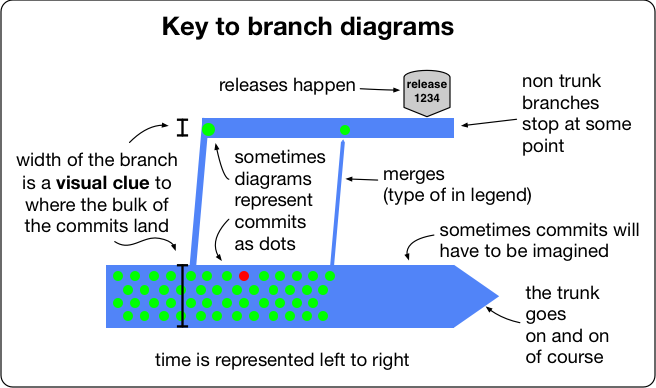 Key to branch diagrams
releases happen
release
1234
non trunk
branches
stop at some
point
width of the branch
is a visual clue to
where the bulk of
the commits land
sometimes
diagrams
represent
commits
as dots
merges
(type of in legend)
sometimes commits will
have to be imagined
the trunk
goes
on and on
of course
time is represented left to right